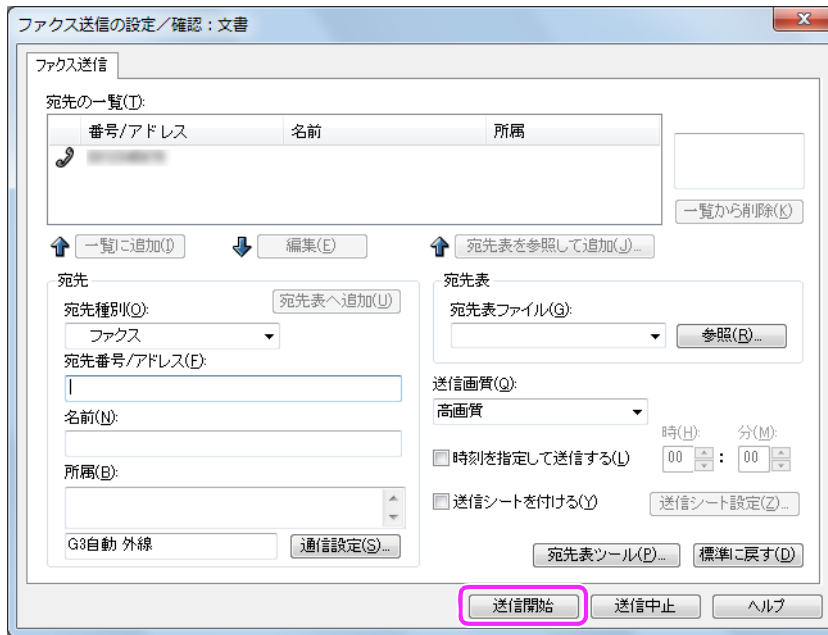 ファクス送信の設定／確認：文書
ファクス送信
宛先の一覧(T):
番号/アドレス 名前 所属
一覧から削除(K)
一覧に追加(I) 編集(E) 宛先表を参照して追加(J)...
宛先
宛先表へ追加(U)
宛先種別(O):
ファクス
宛先番号/アドレス(F):
名前(N):
所属(B):
G3自動 外線 通信設定(S)...
宛先表
宛先表ファイル(G):
参照(R)...
送信画質(Q):
高画質
時(H): 分(M):
時刻を指定して送信する(L) 00 : 00
送信シートを付ける(Y) 送信シート設定(Z)...
宛先表ツール(P)... 標準に戻す(D)
送信開始 送信中止 ヘルプ